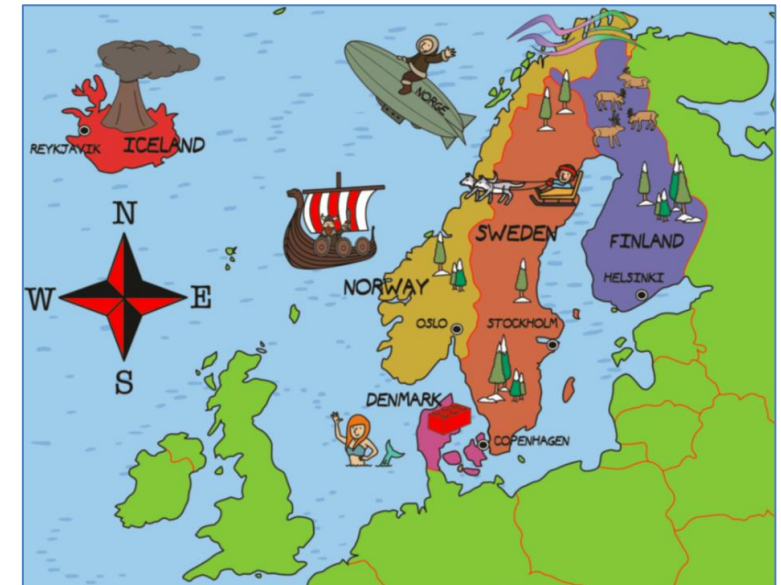 NORGE
REYKJAVIK
ICELAND
N
W
E
S
SWEDEN
FINLAND
HELSINKI
NORWAY
OSLO
STOCKHOLM
DENMARK
COPENHAGEN